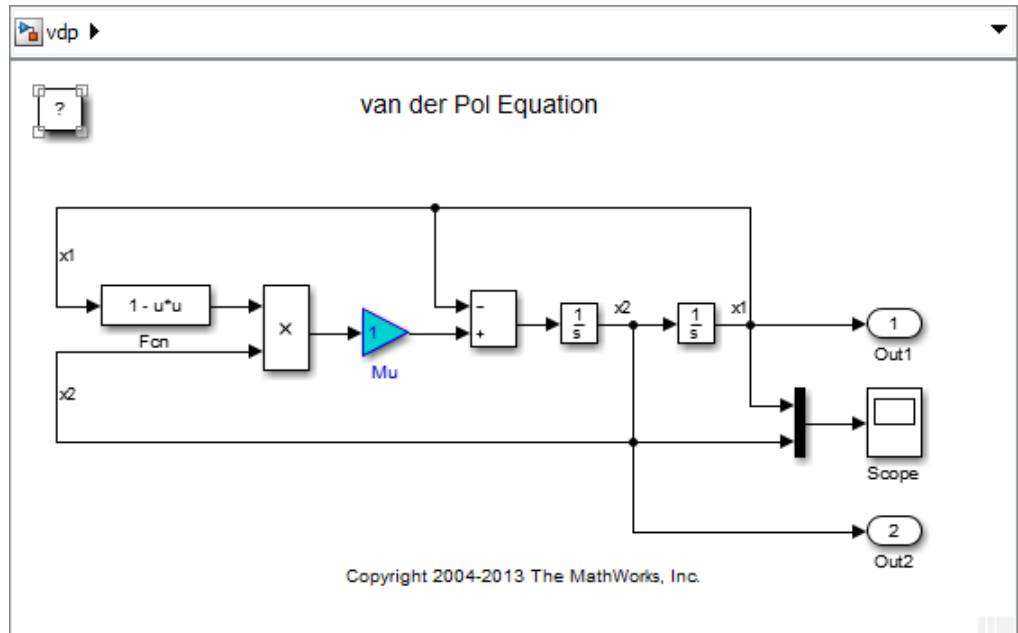 vdp
?
van der Pol Equation
x1
1 - u*u
Fcn
×
1
Mu
−
+
1
s
x2
1
s
x1
1
Out1
x2
Scope
2
Out2
Copyright 2004-2013 The MathWorks, Inc.